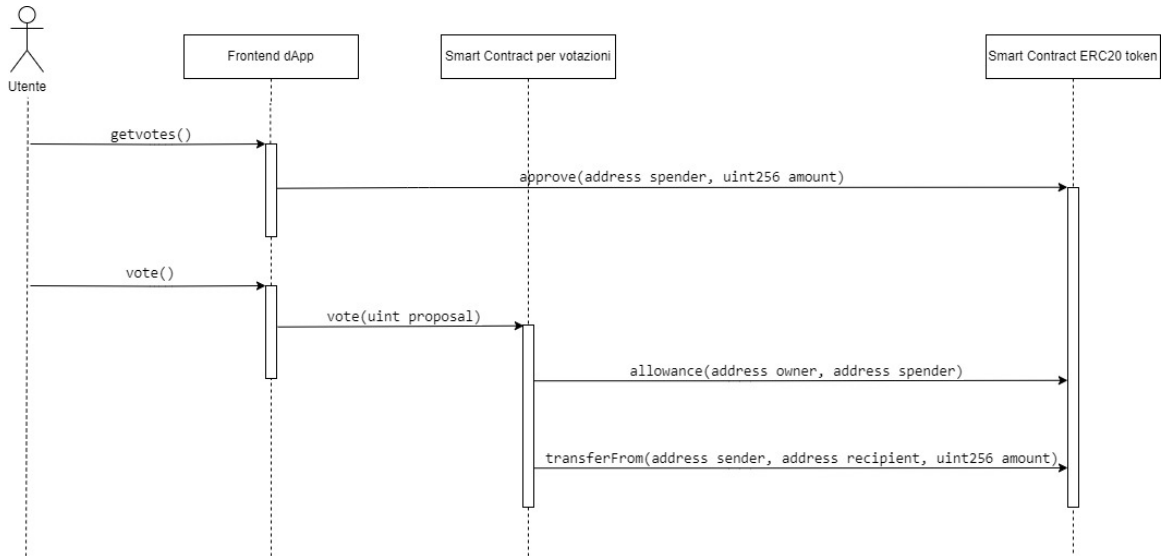 Utente
Frontend dApp
Smart Contract per votazioni
Smart Contract ERC20 token
getvotes()
approve(address spender, uint256 amount)
vote()
vote(uint proposal)
allowance(address owner, address spender)
transferFrom(address sender, address recipient, uint256 amount)